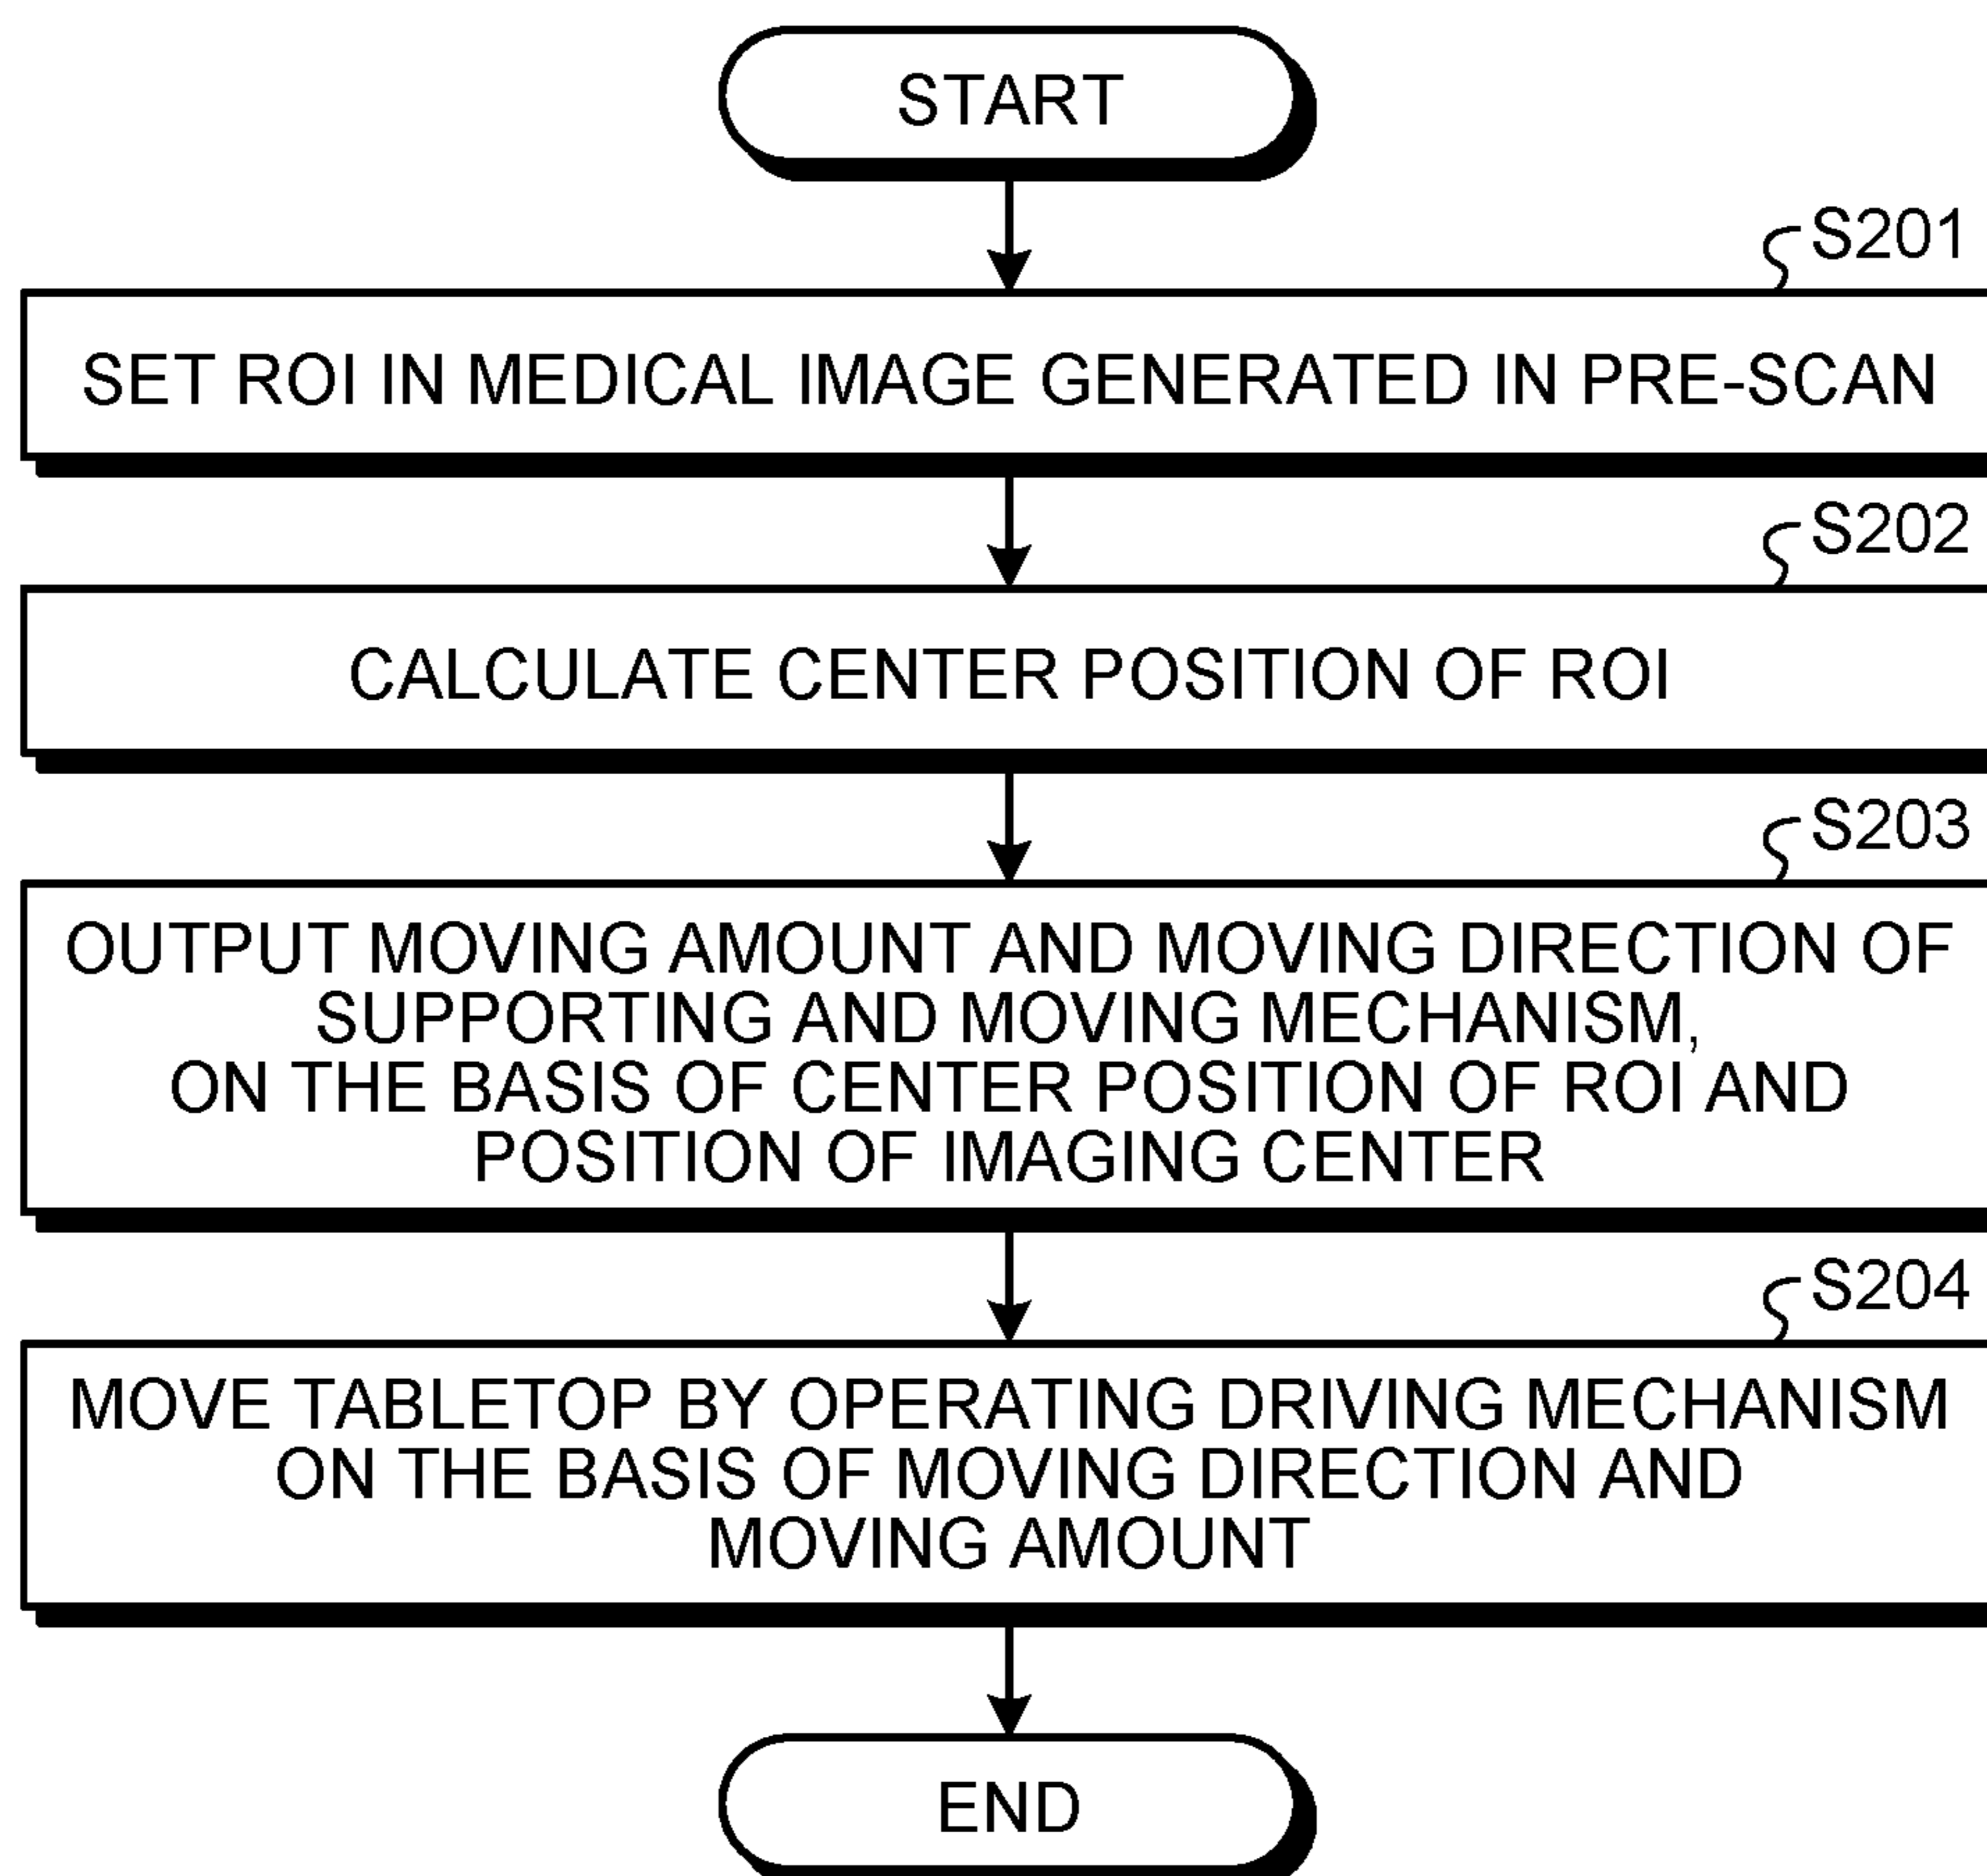 START
S201
SET ROI IN MEDICAL IMAGE GENERATED IN PRE-SCAN
S202
CALCULATE CENTER POSITION OF ROI
S203
OUTPUT MOVING AMOUNT AND MOVING DIRECTION OF
SUPPORTING AND MOVING MECHANISM,
ON THE BASIS OF CENTER POSITION OF ROI AND
POSITION OF IMAGING CENTER
S204
MOVE TABLETOP BY OPERATING DRIVING MECHANISM
ON THE BASIS OF MOVING DIRECTION AND
MOVING AMOUNT
END